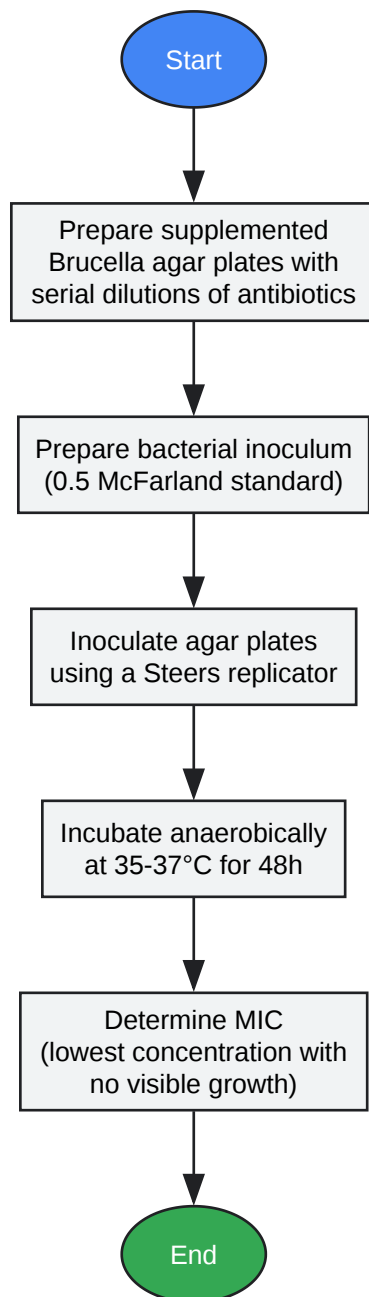 Start
Prepare supplemented
Brucella agar plates with
serial dilutions of antibiotics
Prepare bacterial inoculum
(0.5 McFarland standard)
Inoculate agar plates
using a Steers replicator
Incubate anaerobically
at 35-37°C for 48h
Determine MIC
(lowest concentration with
no visible growth)
End